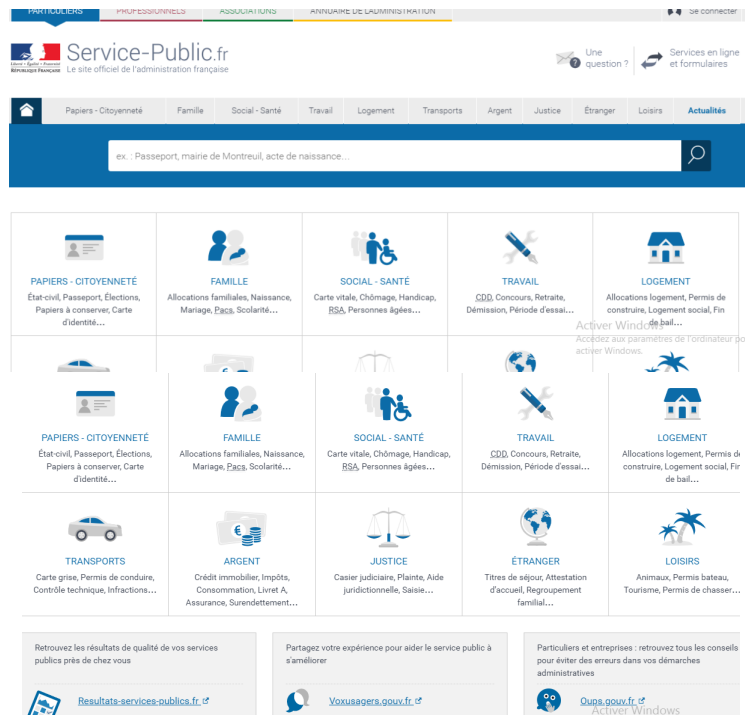 PARTICULIERS PROFESSIONNELS ASSOCIATIONS ANNUAIRE DE L'ADMINISTRATION Se connecter
Service-Public.fr
Le site officiel de l'administration française
Liberté • Égalité • Fraternité
RÉPUBLIQUE FRANÇAISE
Une
question ?
Services en ligne
et formulaires
Papiers - Citoyenneté Famille Social - Santé Travail Logement Transports Argent Justice Étranger Loisirs Actualités
ex. : Passeport, mairie de Montreuil, acte de naissance...
PAPIERS - CITOYENNETÉ
État-civil, Passeport, Élections,
Papiers à conserver, Carte
d'identité...
FAMILLE
Allocations familiales, Naissance,
Mariage, Pacs, Scolarité...
SOCIAL - SANTÉ
Carte vitale, Chômage, Handicap,
RSA, Personnes âgées...
TRAVAIL
CDD, Concours, Retraite,
Démission, Période d'essai...
LOGEMENT
Allocations logement, Permis de
construire, Logement social, Fin
de bail...
Activer Windows
Accédez aux paramètres de l'ordinateur po
activer Windows.
PAPIERS - CITOYENNETÉ
État-civil, Passeport, Élections,
Papiers à conserver, Carte
d'identité...
FAMILLE
Allocations familiales, Naissance,
Mariage, Pacs, Scolarité...
SOCIAL - SANTÉ
Carte vitale, Chômage, Handicap,
RSA, Personnes âgées...
TRAVAIL
CDD, Concours, Retraite,
Démission, Période d'essai...
LOGEMENT
Allocations logement, Permis de
construire, Logement social, Fin
de bail...
TRANSPORTS
Carte grise, Permis de conduire,
Contrôle technique, Infractions...
ARGENT
Crédit immobilier, Impôts,
Consommation, Livret A,
Assurance, Surendettement...
JUSTICE
Casier judiciaire, Plainte, Aide
juridictionnelle, Saisie...
ÉTRANGER
Titres de séjour, Attestation
d'accueil, Regroupement
familial...
LOISIRS
Animaux, Permis bateau,
Tourisme, Permis de chasser...
Retrouvez les résultats de qualité de vos services
publics près de chez vous
Resultats-services-publics.fr
Partagez votre expérience pour aider le service public à
s'améliorer
Voxusagers.gouv.fr
Particuliers et entreprises : retrouvez tous les conseils
pour éviter des erreurs dans vos démarches
administratives
Oups.gouv.fr
Activer Windows